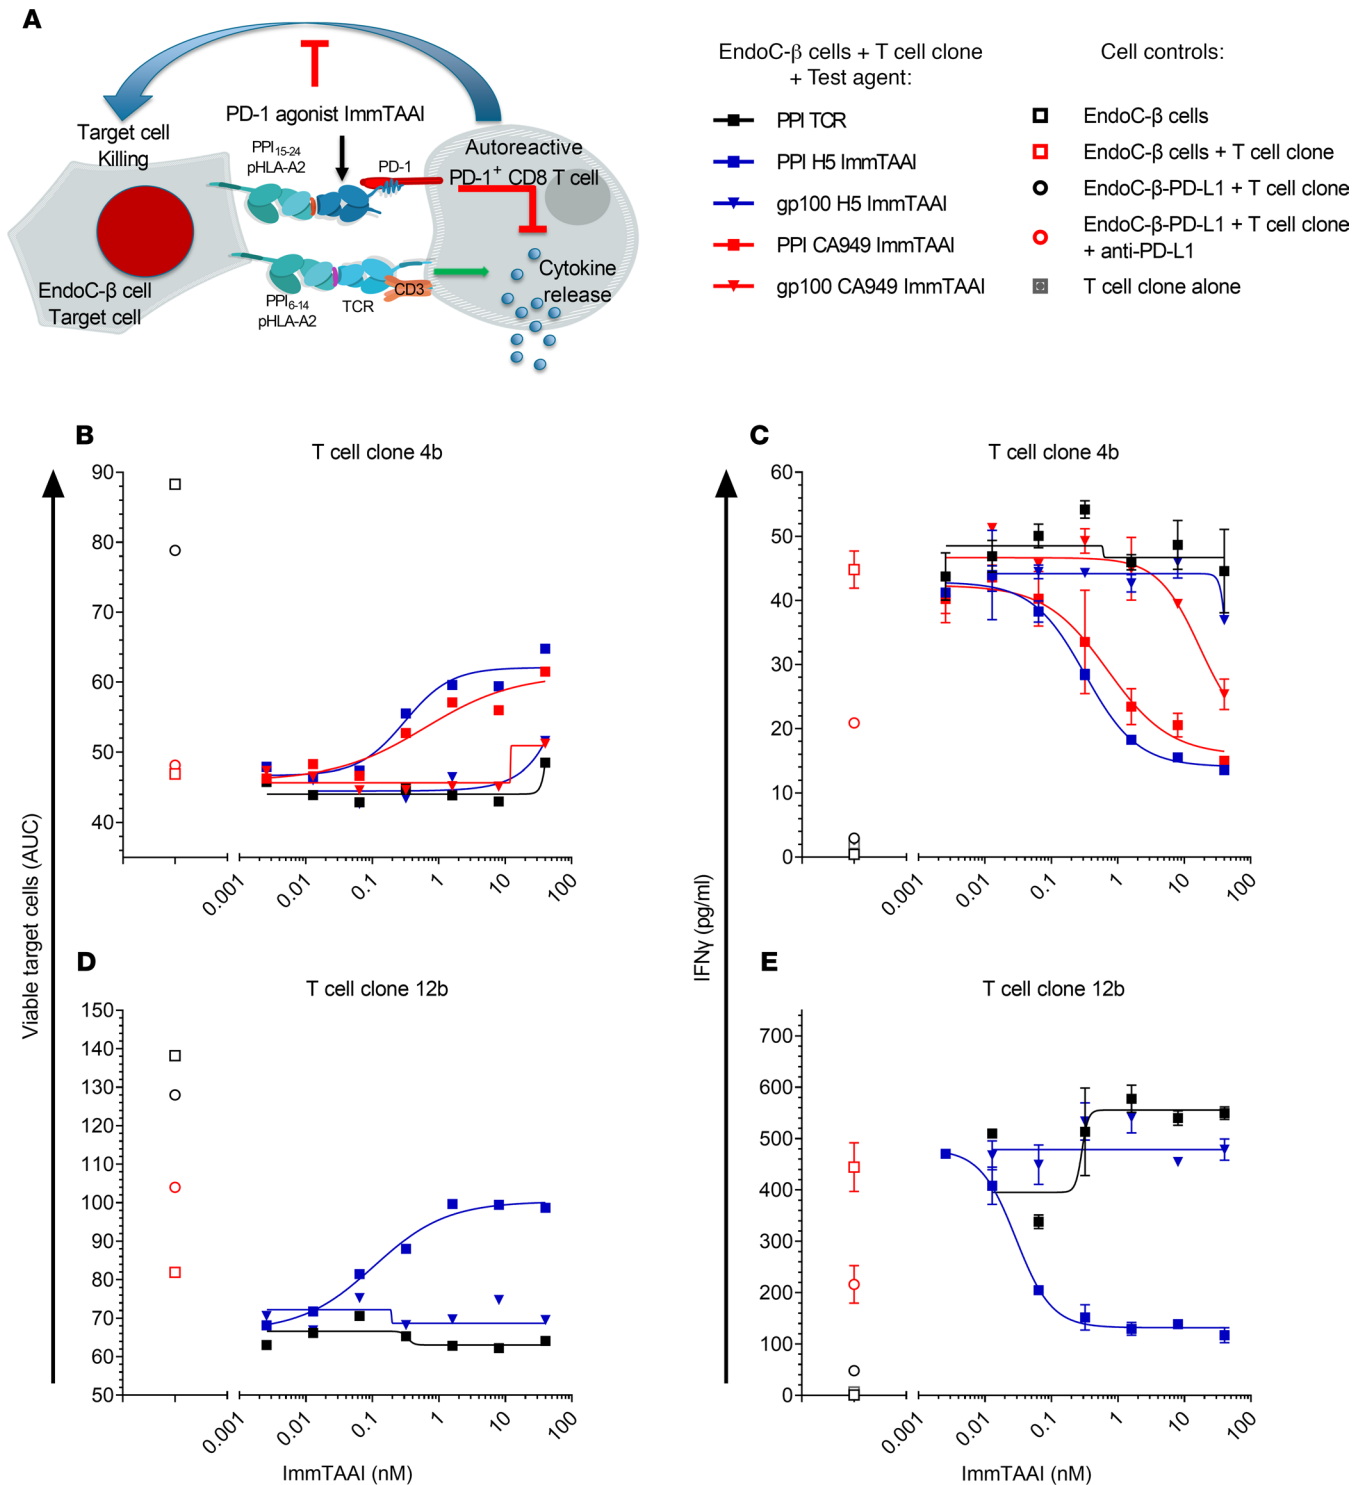 A
PD-1 agonist ImmTAAI
Target cell
Killing
PPI15-24
pHLA-A2
PD-1
Autoreactive
PD-1+ CD8 T cell
EndoC-β cell
Target cell
PPI6-14
pHLA-A2
TCR
CD3
Cytokine
release
EndoC-β cells + T cell clone
+ Test agent:
PPI TCR
PPI H5 ImmTAAI
gp100 H5 ImmTAAI
PPI CA949 ImmTAAI
gp100 CA949 ImmTAAI
Cell controls:
EndoC-β cells
EndoC-β cells + T cell clone
EndoC-β-PD-L1 + T cell clone
EndoC-β-PD-L1 + T cell clone
+ anti-PD-L1
T cell clone alone
B
T cell clone 4b
90
80
70
60
50
40
0.001
0.01
0.1
1
10
100
C
T cell clone 4b
60
50
40
30
20
10
0
0.001
0.01
0.1
1
10
100
Viable target cells (AUC)
IFNγ (pg/ml)
D
T cell clone 12b
150
140
130
120
110
100
90
80
70
60
50
0.001
0.01
0.1
1
10
100
ImmTAAI (nM)
E
T cell clone 12b
700
600
500
400
300
200
100
0
0.001
0.01
0.1
1
10
100
ImmTAAI (nM)